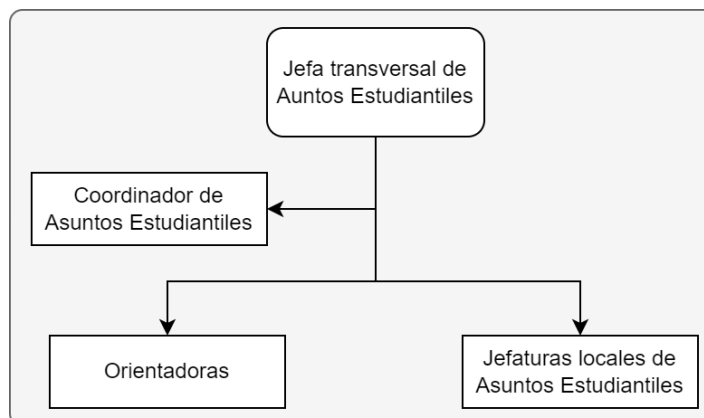 Jefa transversal de
Auntos Estudiantiles
Coordinador de
Asuntos Estudiantiles
Orientadoras
Jefaturas locales de
Asuntos Estudiantiles